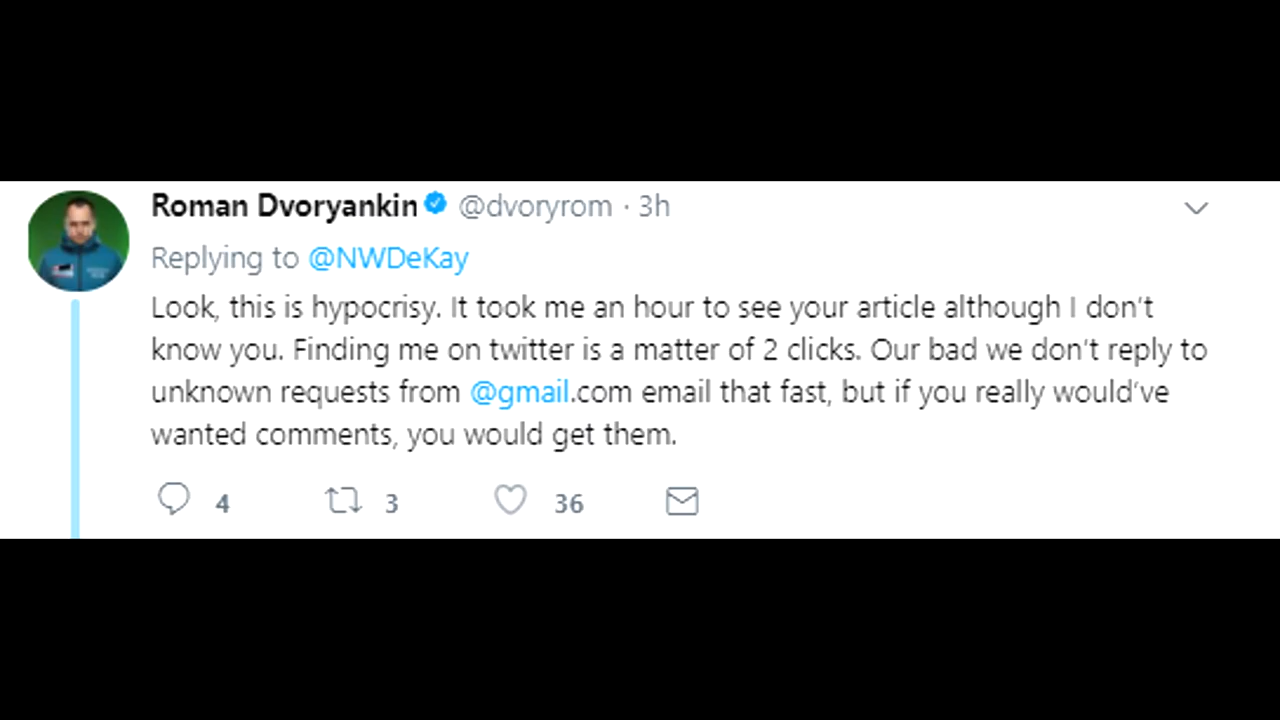 Roman Dvoryankin @dvoryrom · 3h
Replying to @NWDeKay
Look, this is hypocrisy. It took me an hour to see your article although I don't
know you. Finding me on twitter is a matter of 2 clicks. Our bad we don't reply to
unknown requests from @gmail.com email that fast, but if you really would've
wanted comments, you would get them.
4 3 36